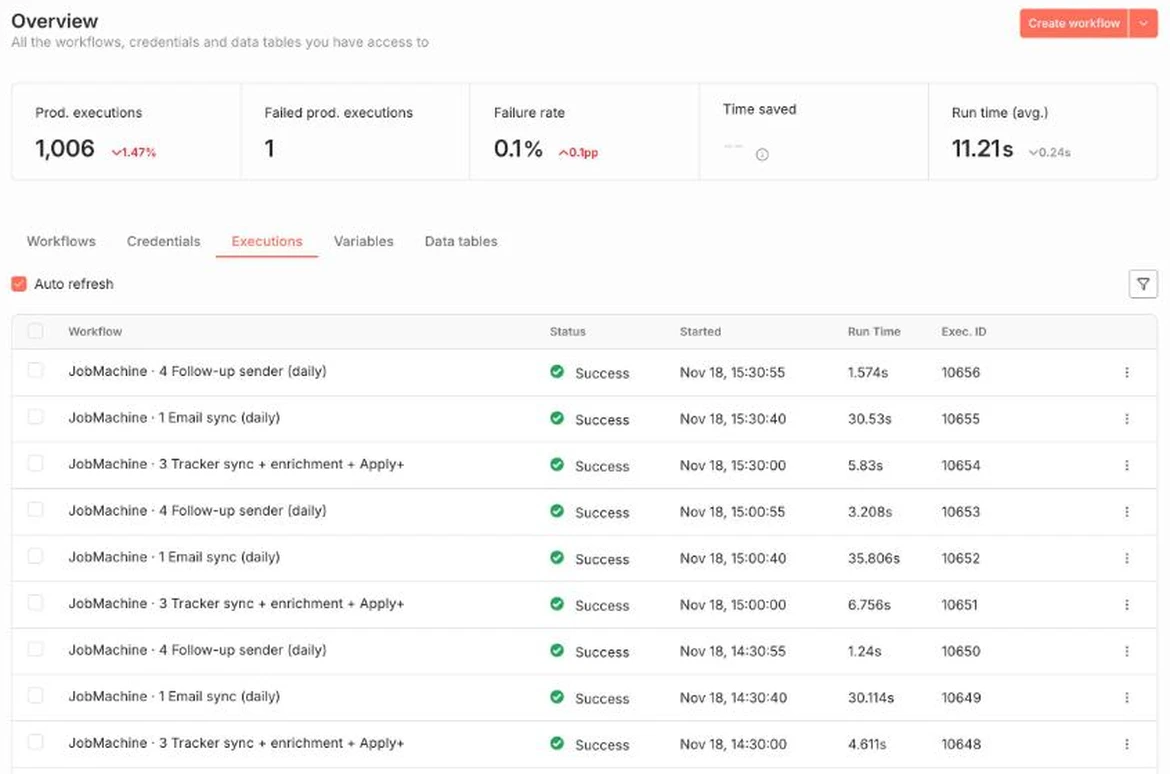 Overview
Create workflow
All the workflows, credentials and data tables you have access to
Prod. executions Failed prod. executions Failure rate Time saved Run time (avg.)
1,006 1.47% 1 0.1% 0.1pp -- 11.21s 0.24s
Workflows Credentials Executions Variables Data tables
Auto refresh
Workflow Status Started Run Time Exec. ID
JobMachine · 4 Follow-up sender (daily) Success Nov 18, 15:30:55 1.574s 10656
JobMachine · 1 Email sync (daily) Success Nov 18, 15:30:40 30.53s 10655
JobMachine · 3 Tracker sync + enrichment + Apply+ Success Nov 18, 15:30:00 5.83s 10654
JobMachine · 4 Follow-up sender (daily) Success Nov 18, 15:00:55 3.208s 10653
JobMachine · 1 Email sync (daily) Success Nov 18, 15:00:40 35.806s 10652
JobMachine · 3 Tracker sync + enrichment + Apply+ Success Nov 18, 15:00:00 6.756s 10651
JobMachine · 4 Follow-up sender (daily) Success Nov 18, 14:30:55 1.24s 10650
JobMachine · 1 Email sync (daily) Success Nov 18, 14:30:40 30.114s 10649
JobMachine · 3 Tracker sync + enrichment + Apply+ Success Nov 18, 14:30:00 4.611s 10648